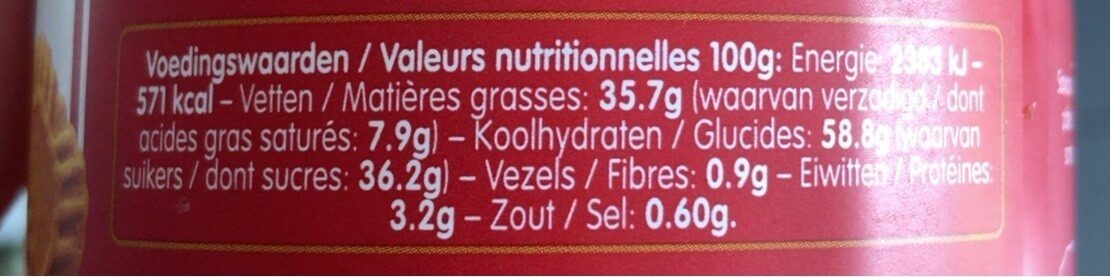 Voedingswaarden / Valeurs nutritionnelles 100g: Energie: 2383 kJ -
571 kcal – Vetten / Matières grasses: 35.7g (waarvan verzadigd / dont
acides gras saturés: 7.9g) – Koolhydraten / Glucides: 58.8g (waarvan
suikers / dont sucres: 36.2g) – Vezels / Fibres: 0.9g – Eiwitten / Protéines:
3.2g – Zout / Sel: 0.60g.